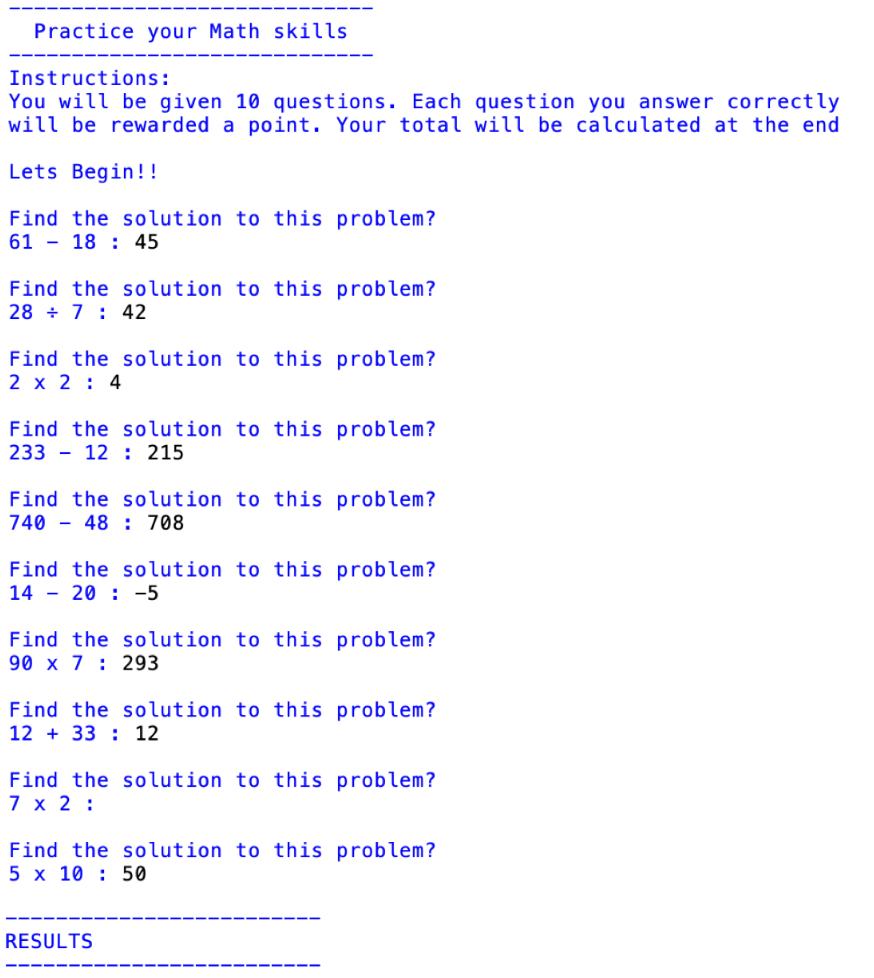 -----------------------------
Practice your Math skills
-----------------------------
Instructions:
You will be given 10 questions. Each question you answer correctly
will be rewarded a point. Your total will be calculated at the end
Lets Begin!!
Find the solution to this problem?
61 - 18 : 45
Find the solution to this problem?
28 ÷ 7 : 42
Find the solution to this problem?
2 x 2 : 4
Find the solution to this problem?
233 - 12 : 215
Find the solution to this problem?
740 - 48 : 708
Find the solution to this problem?
14 - 20 : -5
Find the solution to this problem?
90 x 7 : 293
Find the solution to this problem?
12 + 33 : 12
Find the solution to this problem?
7 x 2 :
Find the solution to this problem?
5 x 10 : 50
-------------------------
RESULTS
-------------------------